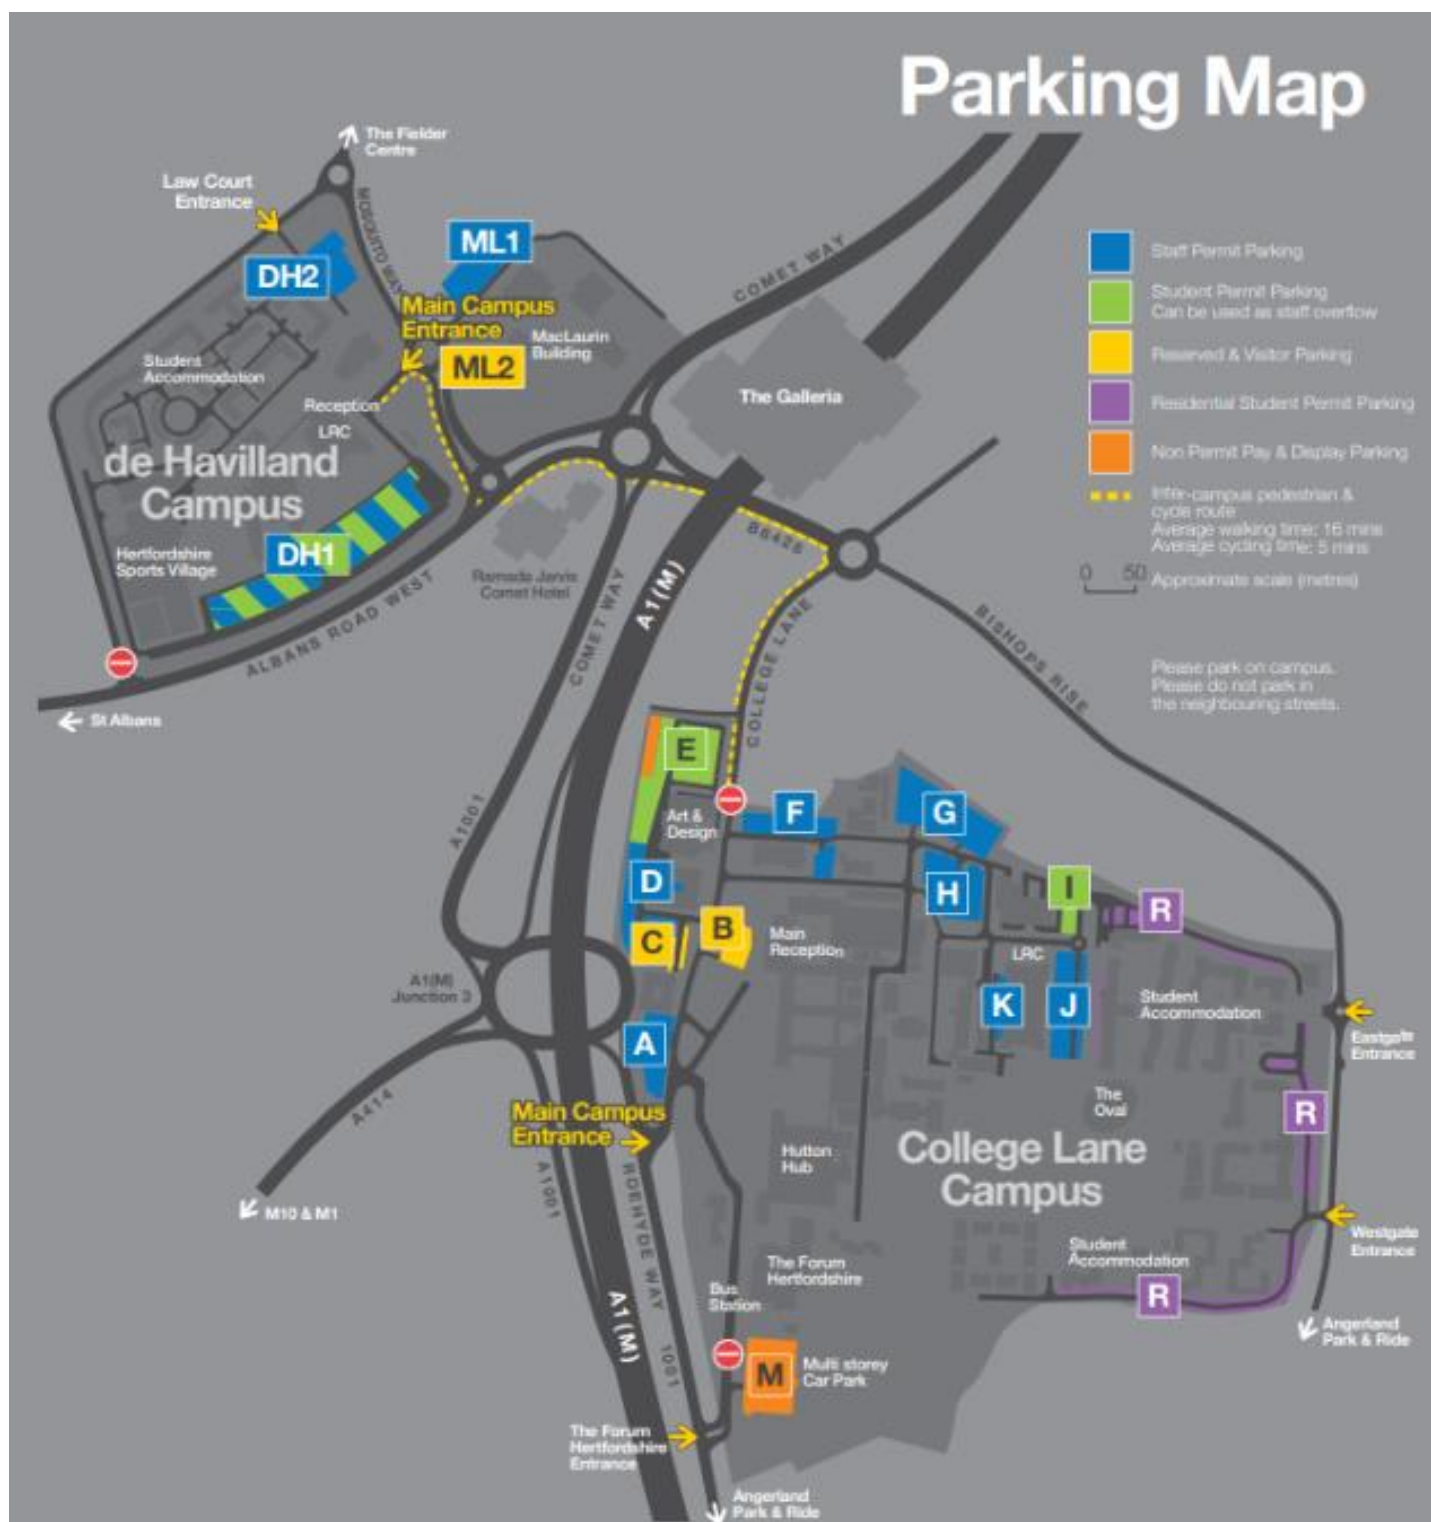 Parking Map
The Fielder
Centre
Law Court
Entrance
MOSQUITO WAY
ML1
DH2
Main Campus
Entrance
MacLaurin
Building
ML2
Student
Accommodation
Reception
LRC
de Havilland
Campus
DH1
Hertfordshire
Sports Village
ALBANS ROAD WEST
St Albans
COMET WAY
The Galleria
Ramada Jarvis
Comet Hotel
COMET WAY
A1(M)
B6426
COLLEGE LANE
BISHOPS RISE
Staff Permit Parking
Student Permit Parking
Can be used as staff overflow
Reserved & Visitor Parking
Residential Student Permit Parking
Non Permit Pay & Display Parking
Inter-campus pedestrian &
cycle route
Average walking time: 16 mins
Average cycling time: 5 mins
0 50
Approximate scale (metres)
Please park on campus.
Please do not park in
the neighbouring streets.
E
Art &
Design
F
G
A1001
D
H
I
R
C
B
Main
Reception
LRC
A1(M)
Junction 3
K
J
Student
Accommodation
Eastgate
Entrance
A
A414
Main Campus
Entrance
The
Oval
R
College Lane
Campus
Hutton
Hub
A1001
ROEHYDE WAY 1001
M10 & M1
Westgate
Entrance
Student
Accommodation
The Forum
Hertfordshire
Bus
Station
R
A1(M)
Angerland
Park & Ride
M
Multi storey
Car Park
The Forum
Hertfordshire
Entrance
Angerland
Park & Ride